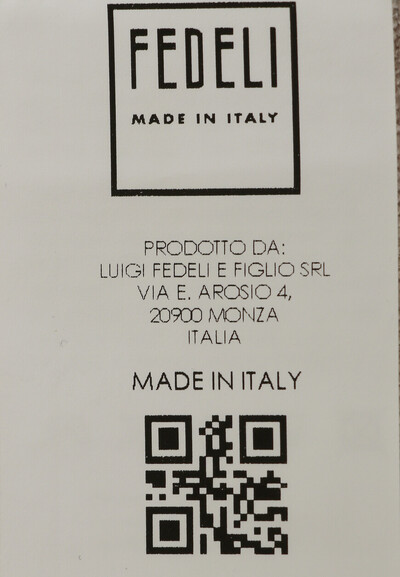 FEDELI
MADE IN ITALY
PRODOTTO DA:
LUIGI FEDELI E FIGLIO SRL
VIA E. AROSIO 4,
20900 MONZA
ITALIA
MADE IN ITALY